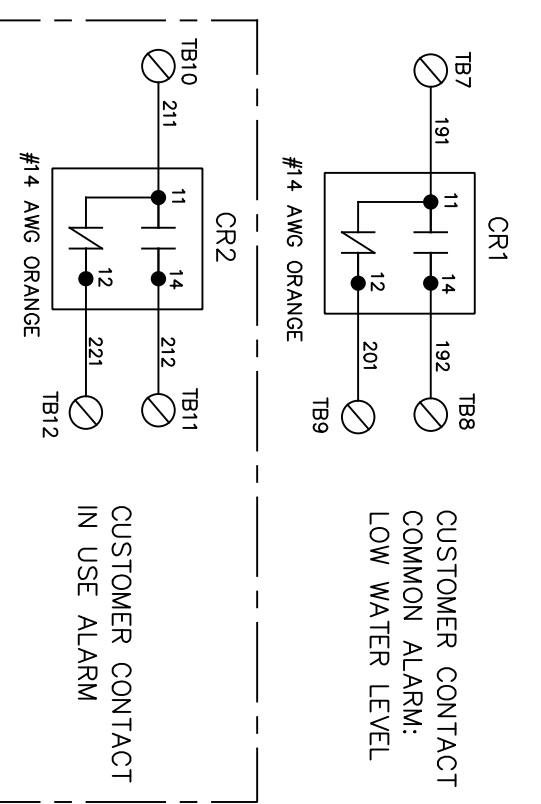 CR1
TB7
191
11
14
192
TB8
12
201
TB9
#14 AWG ORANGE
CUSTOMER CONTACT
COMMON ALARM:
LOW WATER LEVEL
CR2
TB10
211
11
14
212
TB11
12
221
TB12
#14 AWG ORANGE
CUSTOMER CONTACT
IN USE ALARM